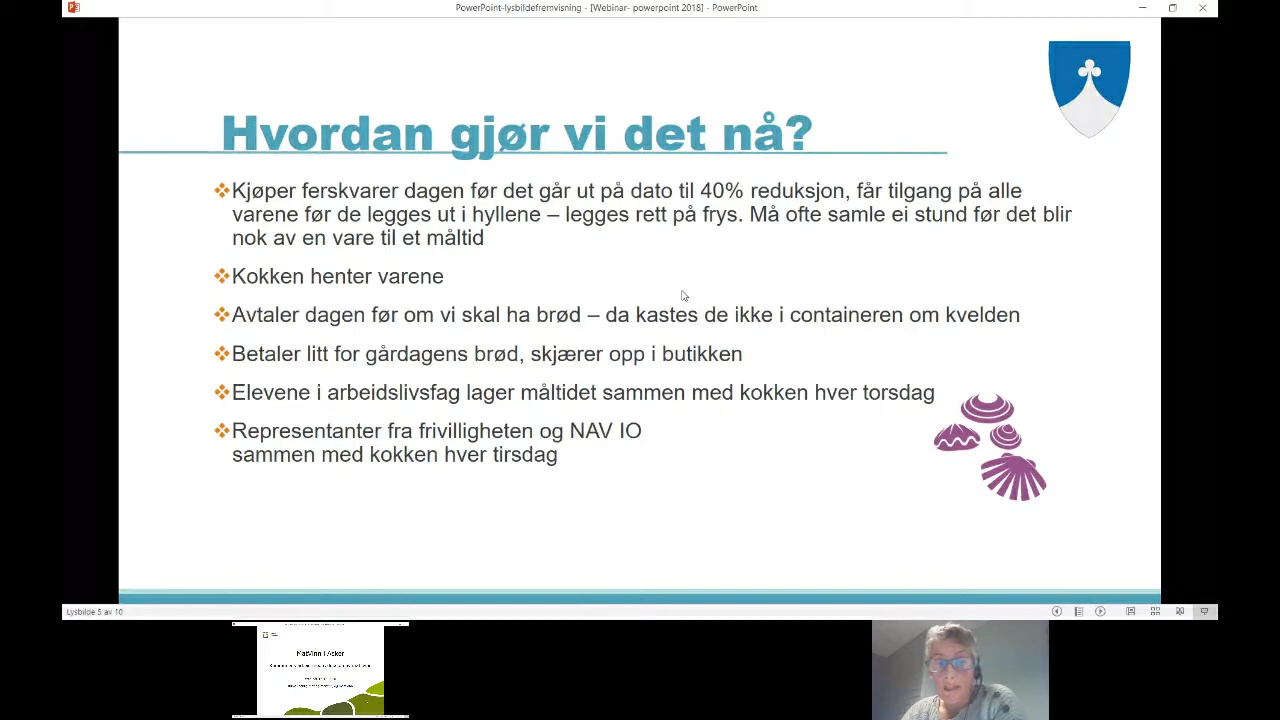 PowerPoint-lysbildefremvisning - [Webinar- powerpoint 2018] - PowerPoint
Hvordan gjør vi det nå?
Kjøper ferskvarer dagen før det går ut på dato til 40% reduksjon, får tilgang på alle
varene før de legges ut i hyllene – legges rett på frys. Må ofte samle ei stund før det blir
nok av en vare til et måltid
Kokken henter varene
Avtaler dagen før om vi skal ha brød – da kastes de ikke i containeren om kvelden
Betaler litt for gårdagens brød, skjærer opp i butikken
Elevene i arbeidslivsfag lager måltidet sammen med kokken hver torsdag
Representanter fra frivilligheten og NAV IO
sammen med kokken hver tirsdag
Lysbilde 5 av 10
MatVinn i Asker